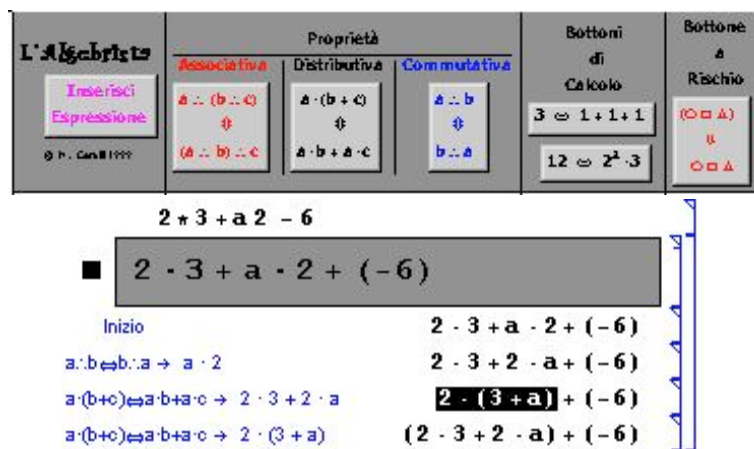 L'Algebrista
Inserisci
Espressione
Proprietà
Associativa
a ∴ (b ∴ c)
⇕
(a ∴ b) ∴ c
Distributiva
a · (b + c)
⇕
a · b + a · c
Commutativa
a ∴ b
⇕
b ∴ a
Bottoni
di
Calcolo
3 ⇔ 1 + 1 + 1
12 ⇔ 2² · 3
Bottone
a
Rischio
(○ □ △)
⇓
○ □ △
2 * 3 + a 2 - 6
■ 2 · 3 + a · 2 + (-6)
Inizio 2 · 3 + a · 2 + (-6)
a∴b⇔b∴a → a · 2 2 · 3 + 2 · a + (-6)
a·(b+c)⇔a·b+a·c → 2 · 3 + 2 · a 2 · (3 + a) + (-6)
a·(b+c)⇔a·b+a·c → 2 · (3 + a) (2 · 3 + 2 · a) + (-6)